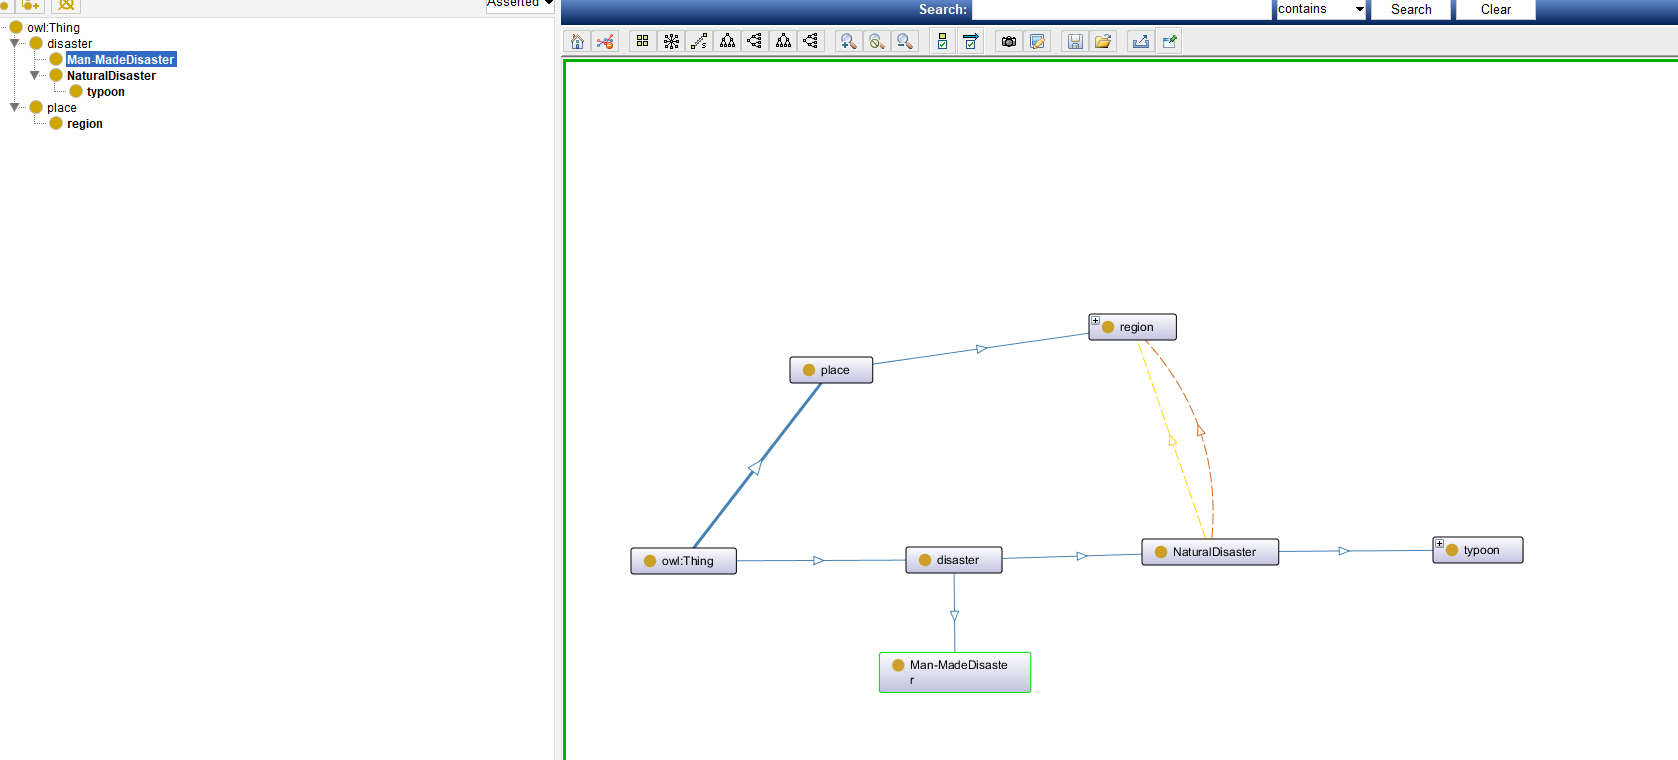 Asserted
owl:Thing
disaster
Man-MadeDisaster
NaturalDisaster
typoon
place
region
Search:
contains
Search
Clear
region
place
owl:Thing
disaster
NaturalDisaster
typoon
Man-MadeDisaste
r